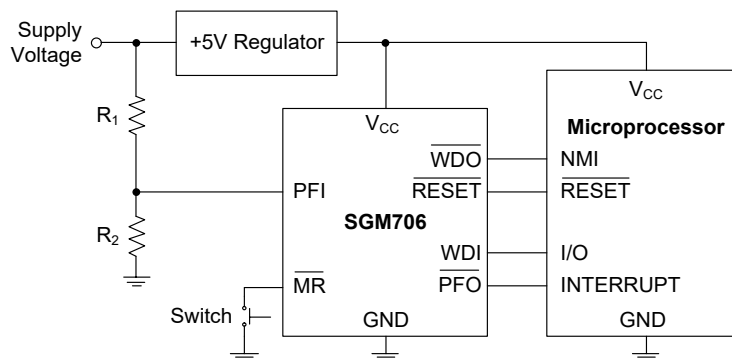 Supply
Voltage
+5V Regulator
R1
R2
Switch
VCC
PFI
MR
SGM706
WDO
RESET
WDI
PFO
GND
VCC
Microprocessor
NMI
RESET
I/O
INTERRUPT
GND